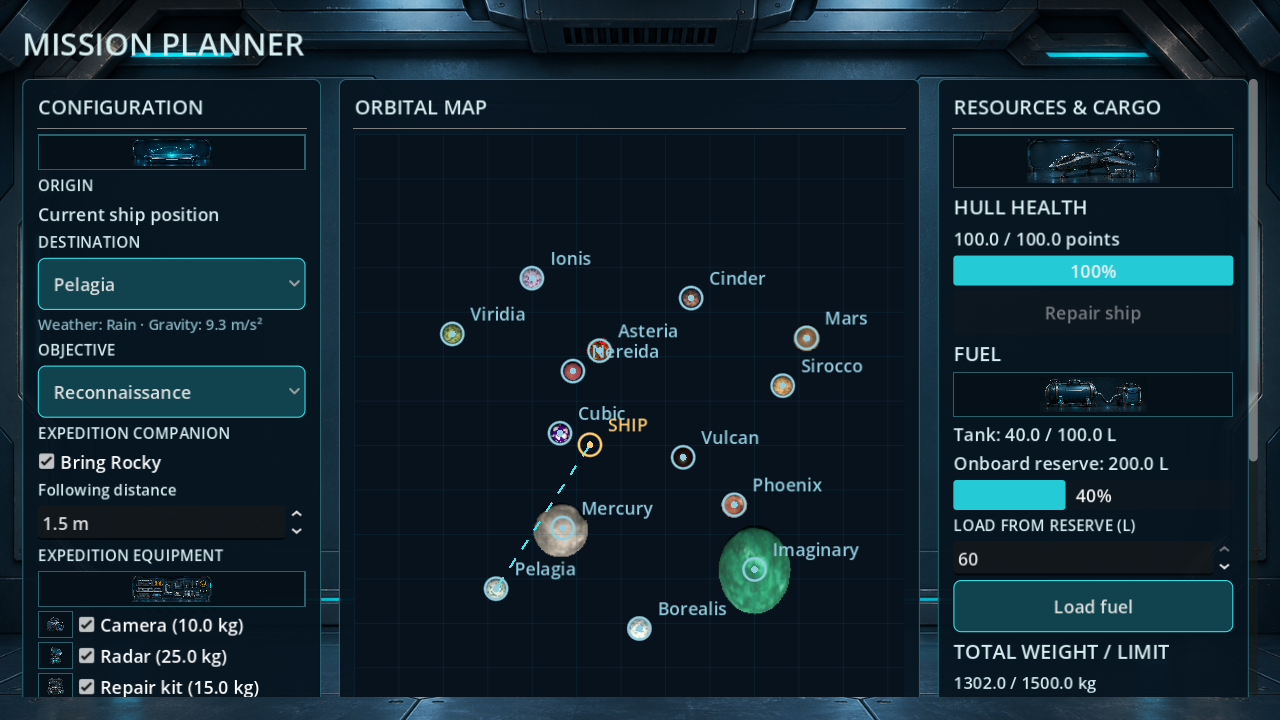 MISSION PLANNER
CONFIGURATION
ORIGIN
Current ship position
DESTINATION
Pelagia
Weather: Rain · Gravity: 9.3 m/s²
OBJECTIVE
Reconnaissance
EXPEDITION COMPANION
Bring Rocky
Following distance
1.5 m
EXPEDITION EQUIPMENT
Camera (10.0 kg)
Radar (25.0 kg)
Repair kit (15.0 kg)
ORBITAL MAP
Ionis
Cinder
Viridia
Mars
Asteria
Nereida
Sirocco
Cubic
SHIP
Vulcan
Phoenix
Mercury
Imaginary
Pelagia
Borealis
RESOURCES & CARGO
HULL HEALTH
100.0 / 100.0 points
100%
Repair ship
FUEL
Tank: 40.0 / 100.0 L
Onboard reserve: 200.0 L
40%
LOAD FROM RESERVE (L)
60
Load fuel
TOTAL WEIGHT / LIMIT
1302.0 / 1500.0 kg